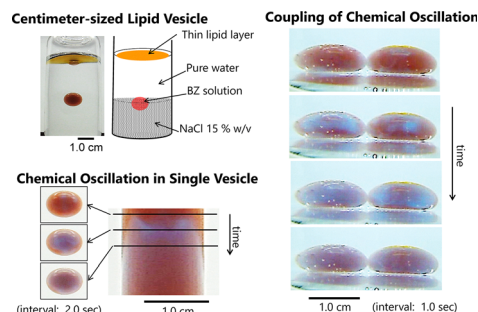 Centimeter-sized Lipid Vesicle
Thin lipid layer
Pure water
BZ solution
NaCl 15 % w/v
1.0 cm
Chemical Oscillation in Single Vesicle
time
(interval: 2.0 sec)
1.0 cm
Coupling of Chemical Oscillation
time
1.0 cm
(interval: 1.0 sec)